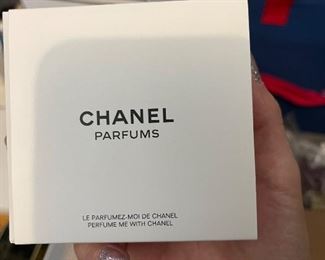 CHANEL
PARFUMS
LE PARFUMEZ-MOI DE CHANEL
PERFUME ME WITH CHANEL